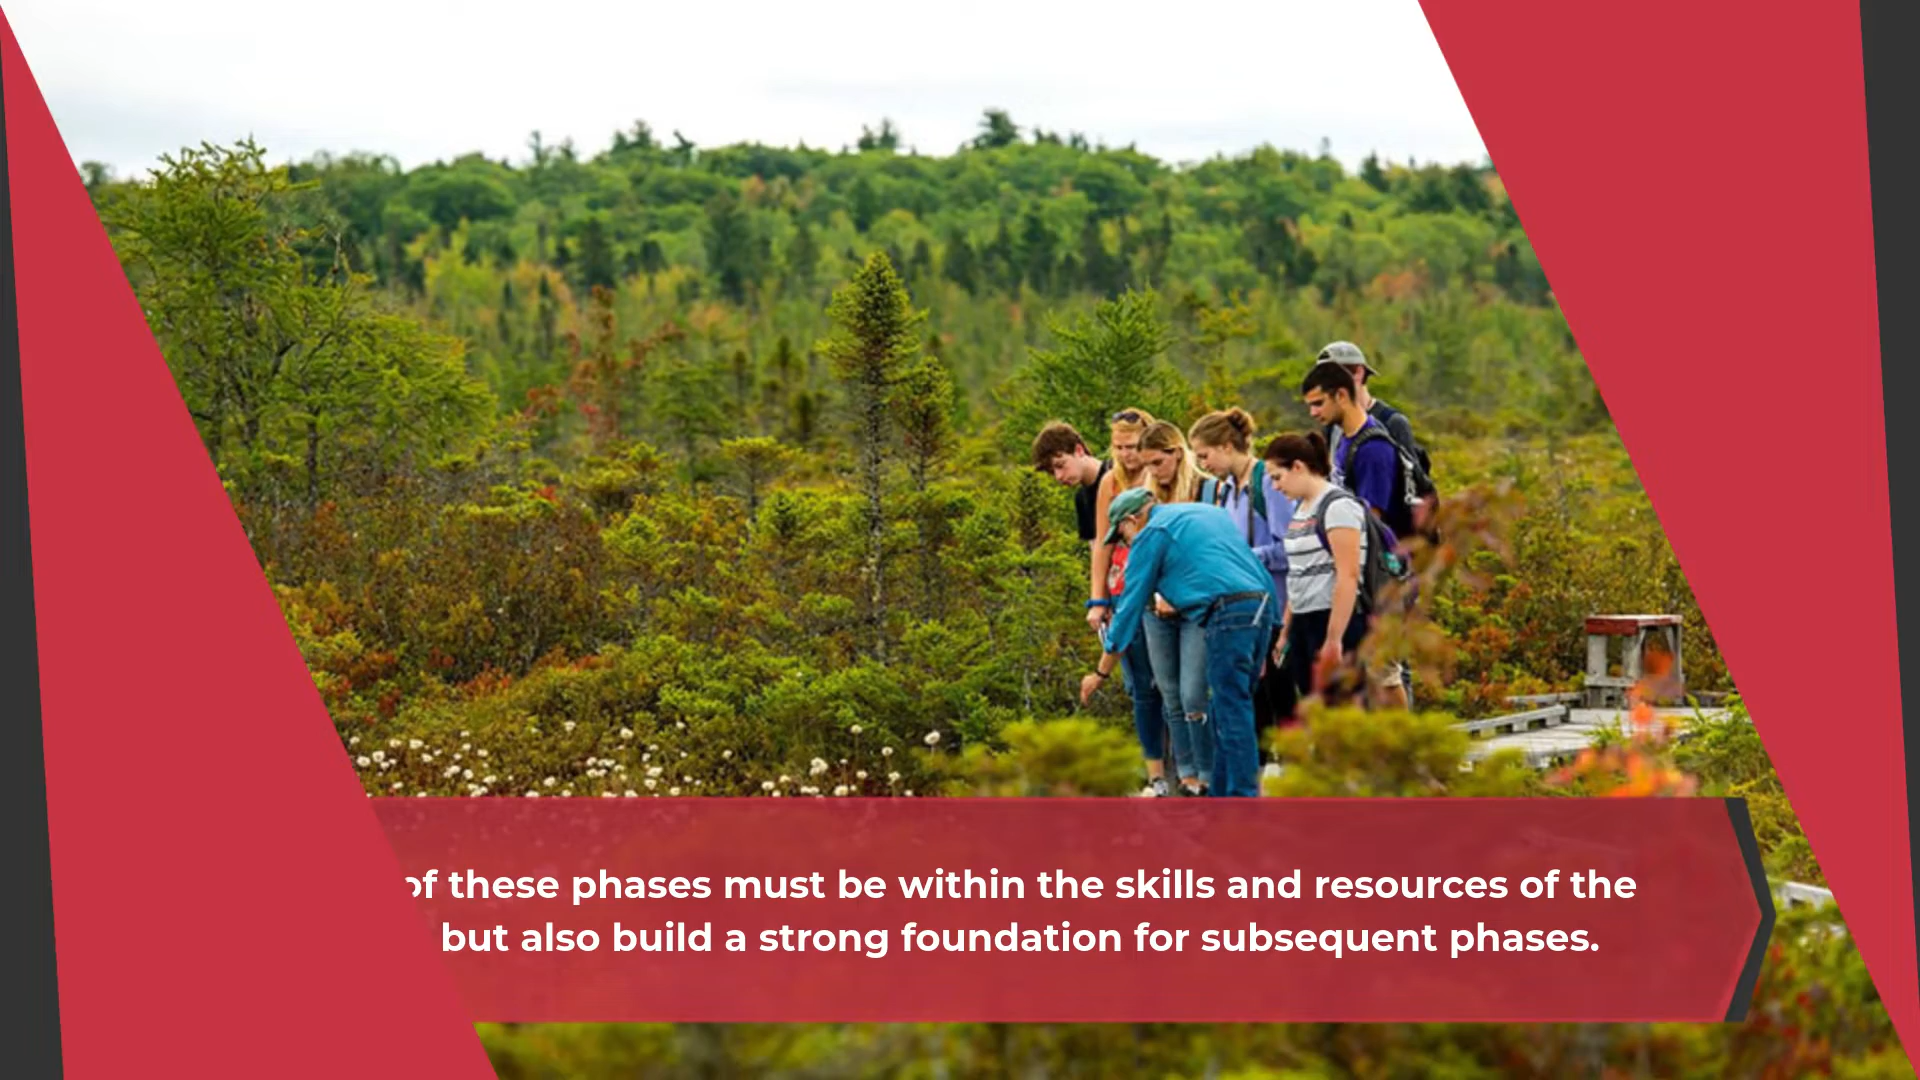 of these phases must be within the skills and resources of the
but also build a strong foundation for subsequent phases.